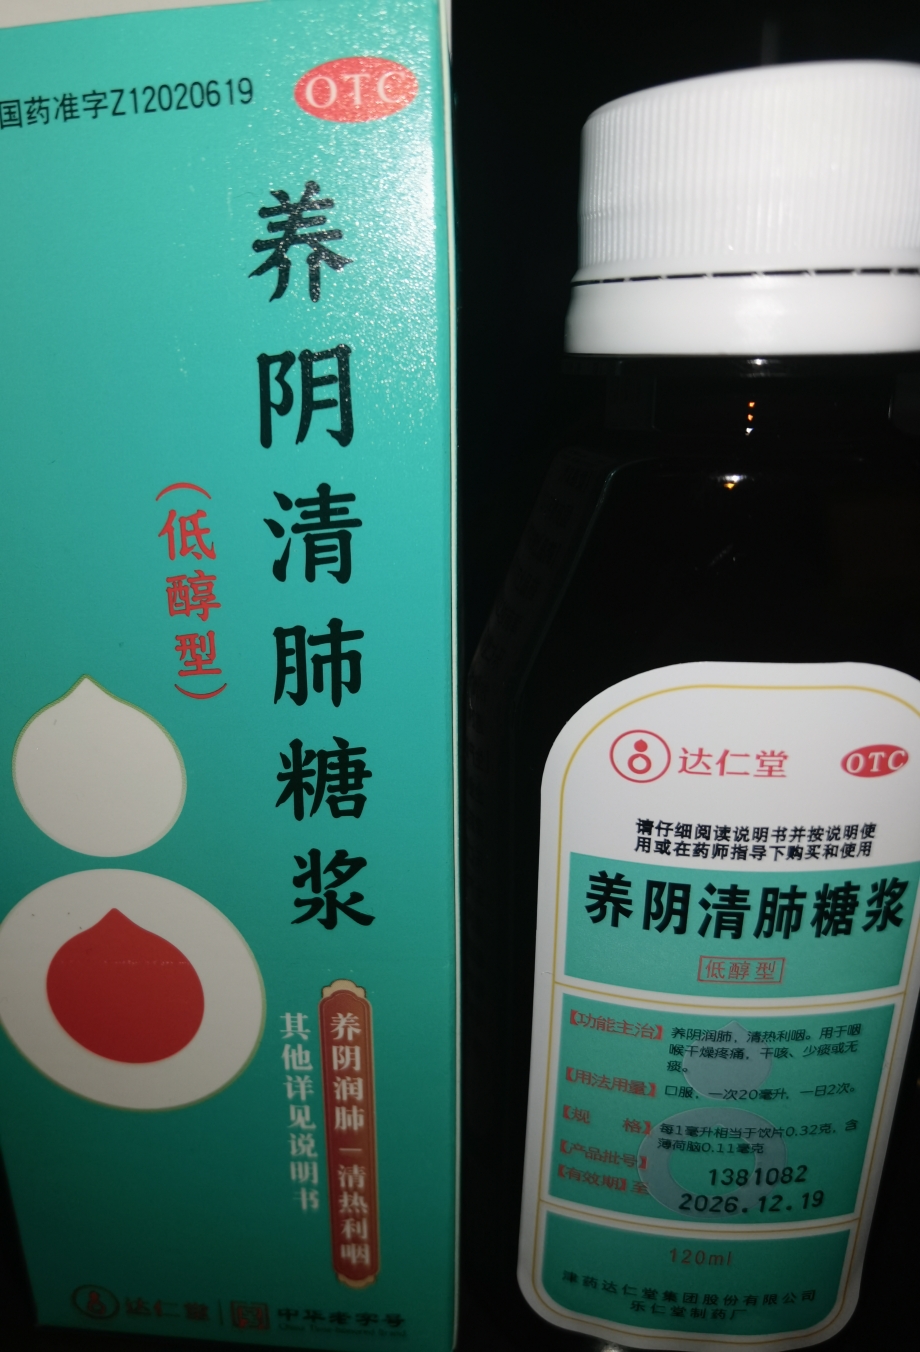 国药准字Z12020619
OTC
养阴清肺糖浆
(低醇型)
养阴润肺 清热利咽
其他详见说明书
达仁堂
中华老字号
达仁堂
OTC
请仔细阅读说明书并按说明使
用或在药师指导下购买和使用
养阴清肺糖浆
低醇型
【功能主治】养阴润肺，清热利咽。用于咽
喉干燥疼痛，干咳、少痰或无
痰。
【用法用量】口服，一次20毫升，一日2次。
【规 格】每1毫升相当于饮片0.32克，含
薄荷脑0.11毫克
【产品批号】1381082
【有效期】至 2026.12.19
120ml
津药达仁堂集团股份有限公司
乐仁堂制药厂